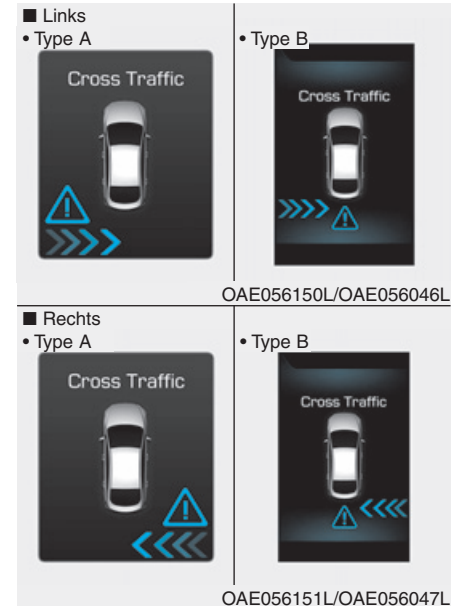 ■ Links
• Type A
• Type B
Cross Traffic
Cross Traffic
OAE056150L/OAE056046L
■ Rechts
• Type A
• Type B
Cross Traffic
Cross Traffic
OAE056151L/OAE056047L